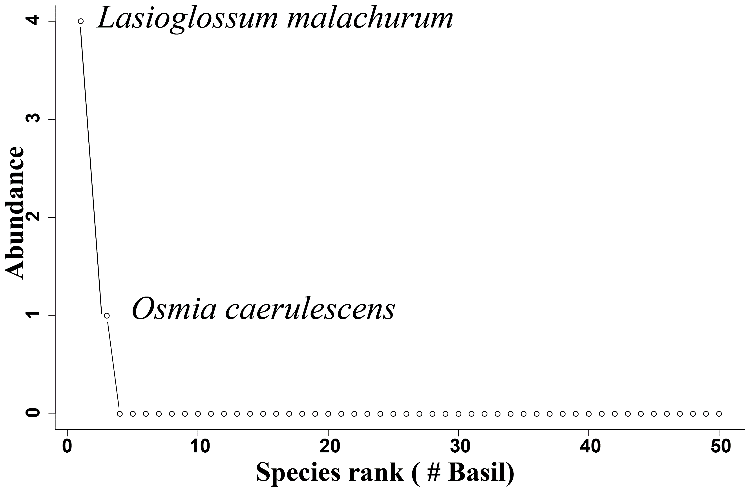 4
Lasioglossum malachurum
3
2
1
Osmia caerulescens
0
Abundance
0 10 20 30 40 50
Species rank ( # Basil)